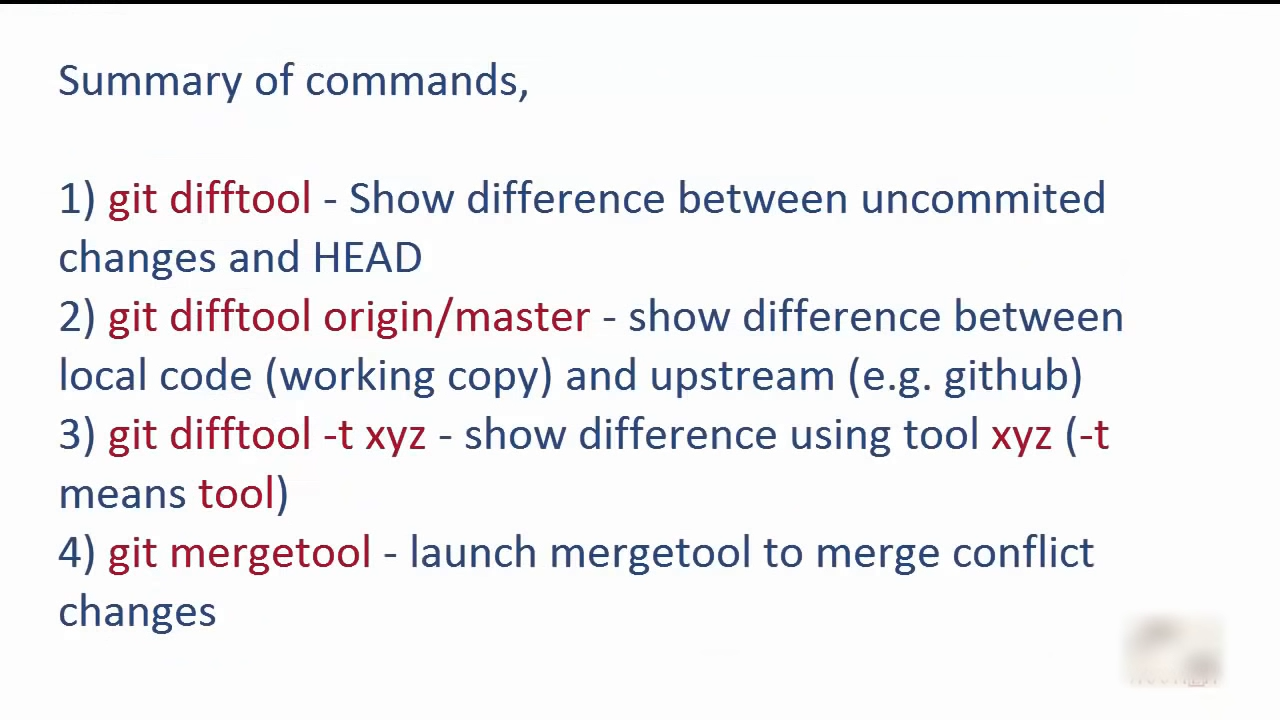 Summary of commands,
1) git difftool - Show difference between uncommited
changes and HEAD
2) git difftool origin/master - show difference between
local code (working copy) and upstream (e.g. github)
3) git difftool -t xyz - show difference using tool xyz (-t
means tool)
4) git mergetool - launch mergetool to merge conflict
changes